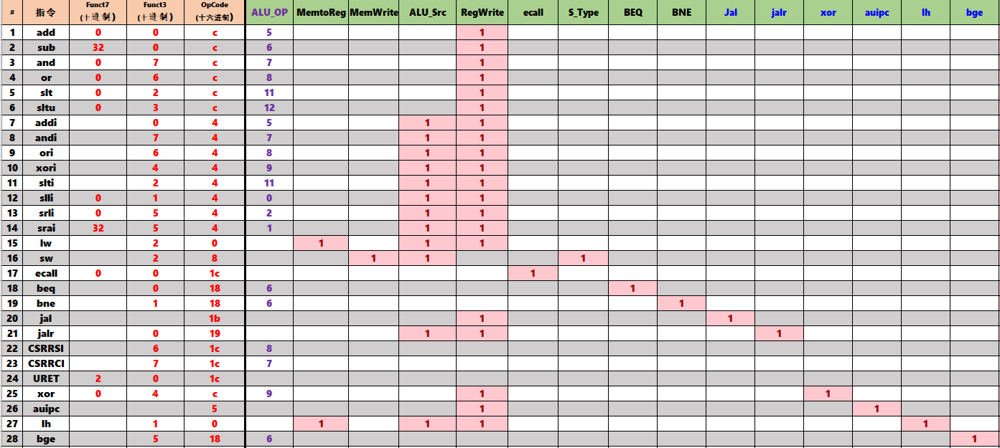 # 指令 Funct7 (十进制) Funct3 (十进制) OpCode (十六进制) ALU_OP MemtoReg MemWrite ALU_Src RegWrite ecall S_Type BEQ BNE Jal jalr xor auipc lh bge
1 add 0 0 c 5 1
2 sub 32 0 c 6 1
3 and 0 7 c 7 1
4 or 0 6 c 8 1
5 slt 0 2 c 11 1
6 sltu 0 3 c 12 1
7 addi 0 4 5 1 1
8 andi 7 4 7 1 1
9 ori 6 4 8 1 1
10 xori 4 4 9 1 1
11 slti 2 4 11 1 1
12 slli 0 1 4 0 1 1
13 srli 0 5 4 2 1 1
14 srai 32 5 4 1 1 1
15 lw 2 0 1 1 1
16 sw 2 8 1 1 1
17 ecall 0 0 1c 1
18 beq 0 18 6 1
19 bne 1 18 6 1
20 jal 1b 1 1
21 jalr 0 19 1 1 1
22 CSRRSI 6 1c 8
23 CSRRCI 7 1c 7
24 URET 2 0 1c
25 xor 0 4 c 9 1 1
26 auipc 5 1 1
27 lh 1 0 1 1 1 1
28 bge 5 18 6 1